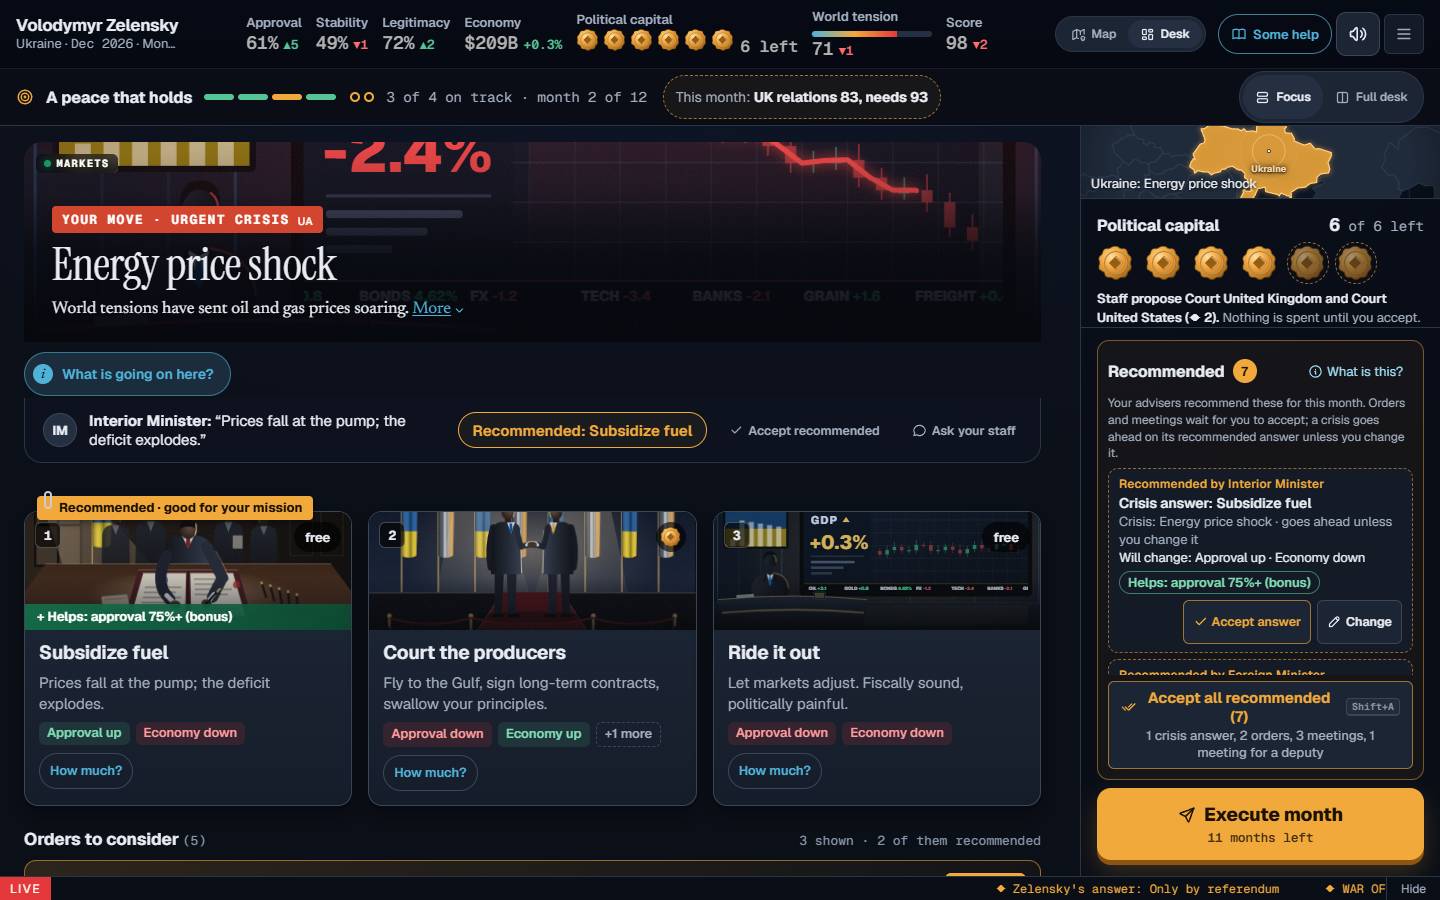 Volodymyr Zelensky
Ukraine · Dec 2026 · Mon...
Approval
61% ▲5
Stability
49% ▼1
Legitimacy
72% ▲2
Economy
$209B +0.3%
Political capital
6 left
World tension
71 ▼1
Score
98 ▼2
Map
Desk
Some help
A peace that holds
3 of 4 on track · month 2 of 12
This month: UK relations 83, needs 93
Focus
Full desk
MARKETS
-2.4%
YOUR MOVE · URGENT CRISIS UA
Energy price shock
BONDS 4.62%
FX -1.2
TECH -3.4
BANKS -2.1
GRAIN +1.6
FREIGHT +0.
World tensions have sent oil and gas prices soaring. More
What is going on here?
IM
Interior Minister: “Prices fall at the pump; the
deficit explodes.”
Recommended: Subsidize fuel
Accept recommended
Ask your staff
Recommended · good for your mission
1
free
+ Helps: approval 75%+ (bonus)
Subsidize fuel
Prices fall at the pump; the deficit
explodes.
Approval up
Economy down
How much?
2
Court the producers
Fly to the Gulf, sign long-term contracts,
swallow your principles.
Approval down
Economy up
+1 more
How much?
3
GDP ▲
+0.3%
free
Ride it out
Let markets adjust. Fiscally sound,
politically painful.
Approval down
Economy down
How much?
Orders to consider (5)
3 shown · 2 of them recommended
Ukraine
Ukraine: Energy price shock
Political capital
6 of 6 left
Staff propose Court United Kingdom and Court
United States (◆ 2). Nothing is spent until you accept.
Recommended 7
What is this?
Your advisers recommend these for this month. Orders
and meetings wait for you to accept; a crisis goes
ahead on its recommended answer unless you change
it.
Recommended by Interior Minister
Crisis answer: Subsidize fuel
Crisis: Energy price shock · goes ahead unless
you change it
Will change: Approval up · Economy down
Helps: approval 75%+ (bonus)
Accept answer
Change
Recommended by Foreign Minister
Accept all recommended
(7)
Shift+A
1 crisis answer, 2 orders, 3 meetings, 1
meeting for a deputy
Execute month
11 months left
LIVE
◆ Zelensky's answer: Only by referendum
◆ WAR OF
Hide